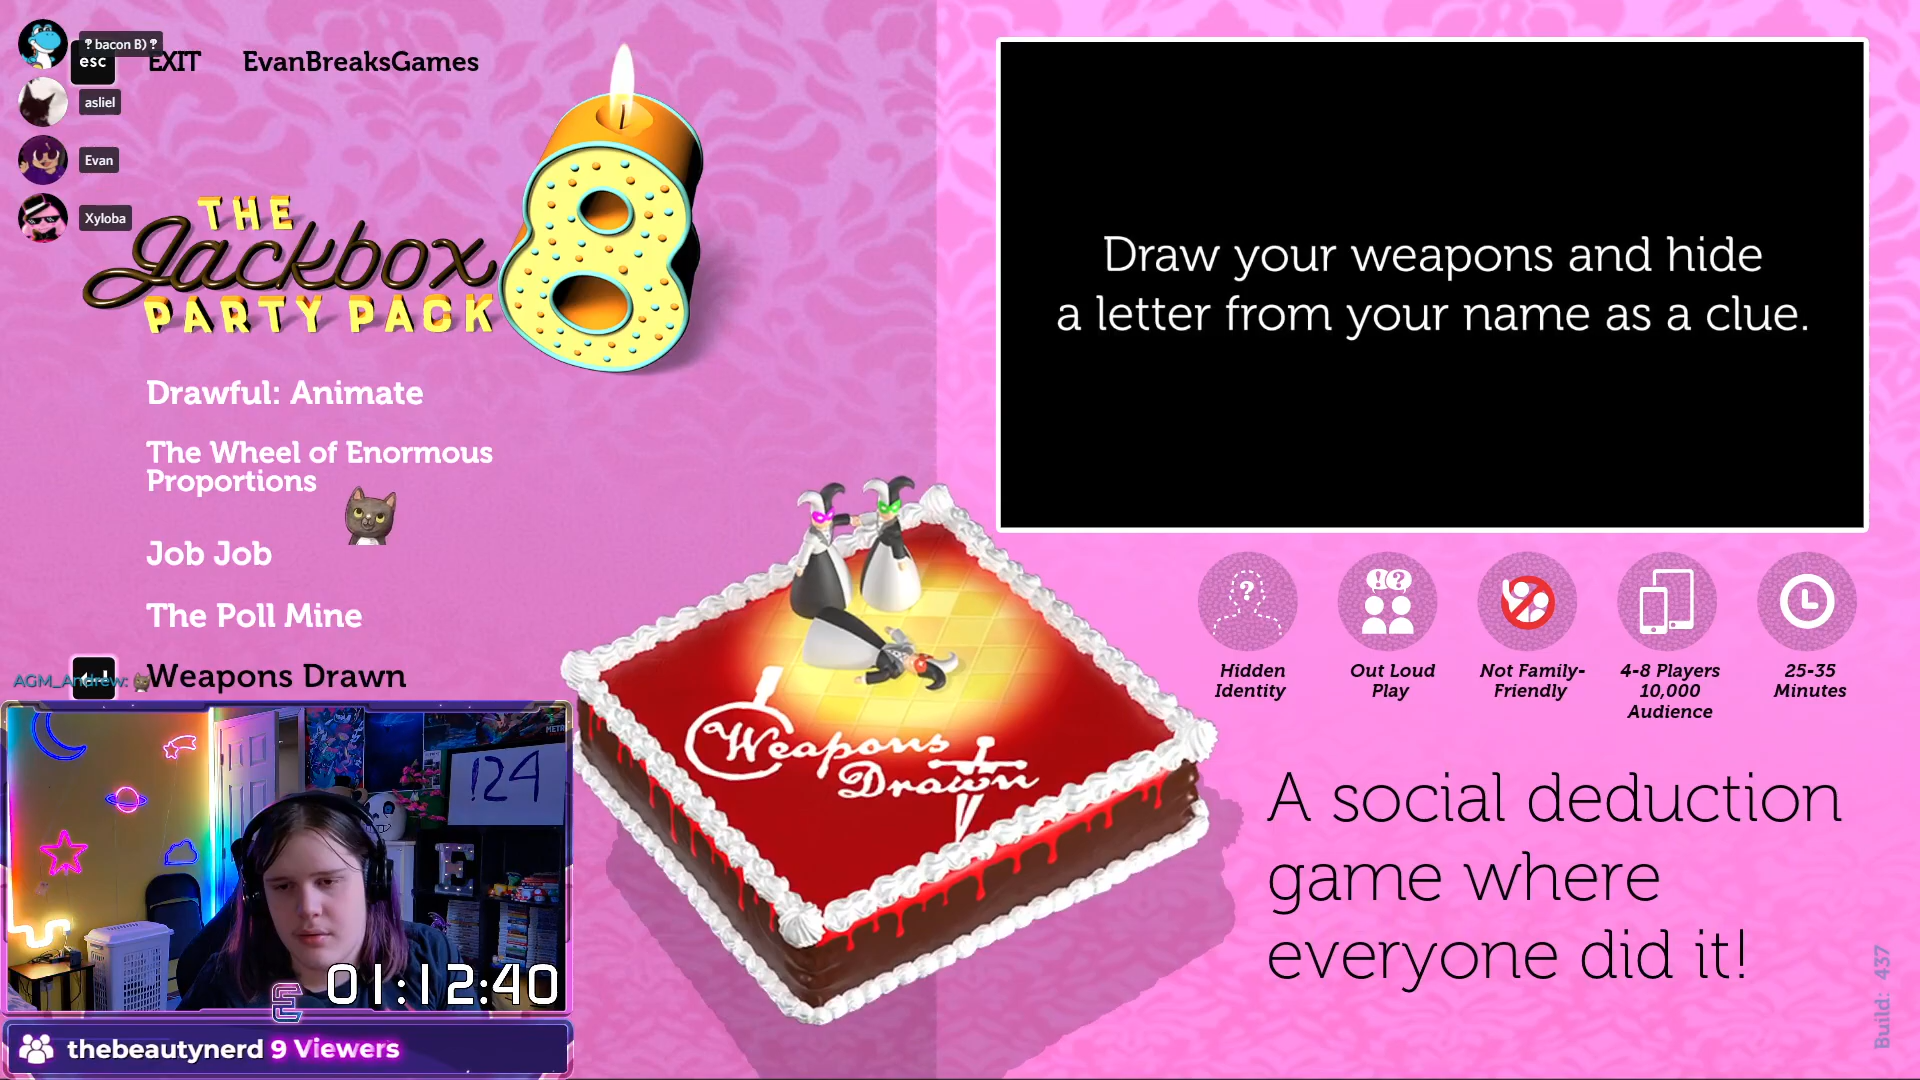 ? bacon B) ?
esc
EXIT
EvanBreaksGames
asliel
Evan
Xyloba
THE
Jackbox
PARTY PACK
8
Drawful: Animate
The Wheel of Enormous
Proportions
Job Job
The Poll Mine
Weapons Drawn
AGM_Andrew:
Draw your weapons and hide
a letter from your name as a clue.
Hidden
Identity
Out Loud
Play
Not Family-
Friendly
4-8 Players
10,000
Audience
25-35
Minutes
Weapons
Drawn
A social deduction
game where
everyone did it!
Build: 437
!24
E
01:12:40
E
thebeautynerd 9 Viewers